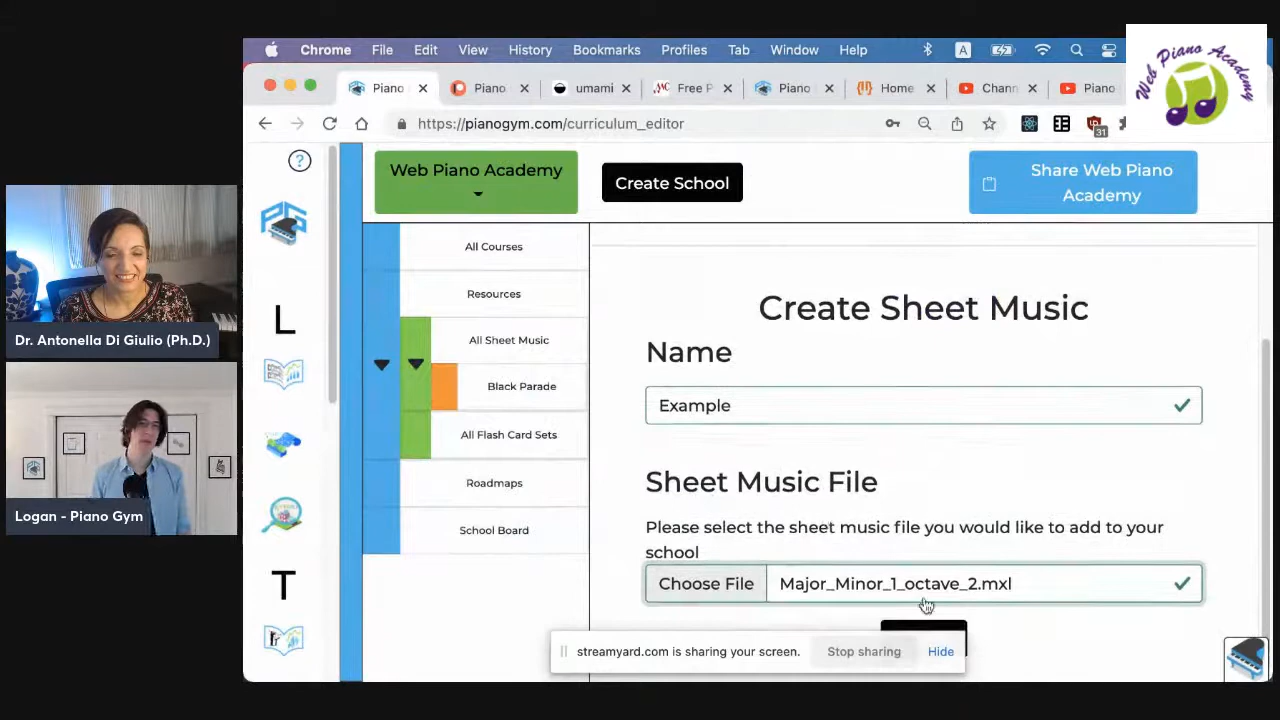 Chrome File Edit View History Bookmarks Profiles Tab Window Help A
Web Piano Academy
Piano
Piano
umami
Free P
Piano
Home
Chann
Piano
https://pianogym.com/curriculum_editor
31
?
Web Piano Academy
Create School
Share Web Piano
Academy
PG
L
T
All Courses
Resources
All Sheet Music
Black Parade
All Flash Card Sets
Roadmaps
School Board
Create Sheet Music
Name
Example
Sheet Music File
Please select the sheet music file you would like to add to your
school
Choose File Major_Minor_1_octave_2.mxl
streamyard.com is sharing your screen. Stop sharing Hide
Dr. Antonella Di Giulio (Ph.D.)
Logan - Piano Gym